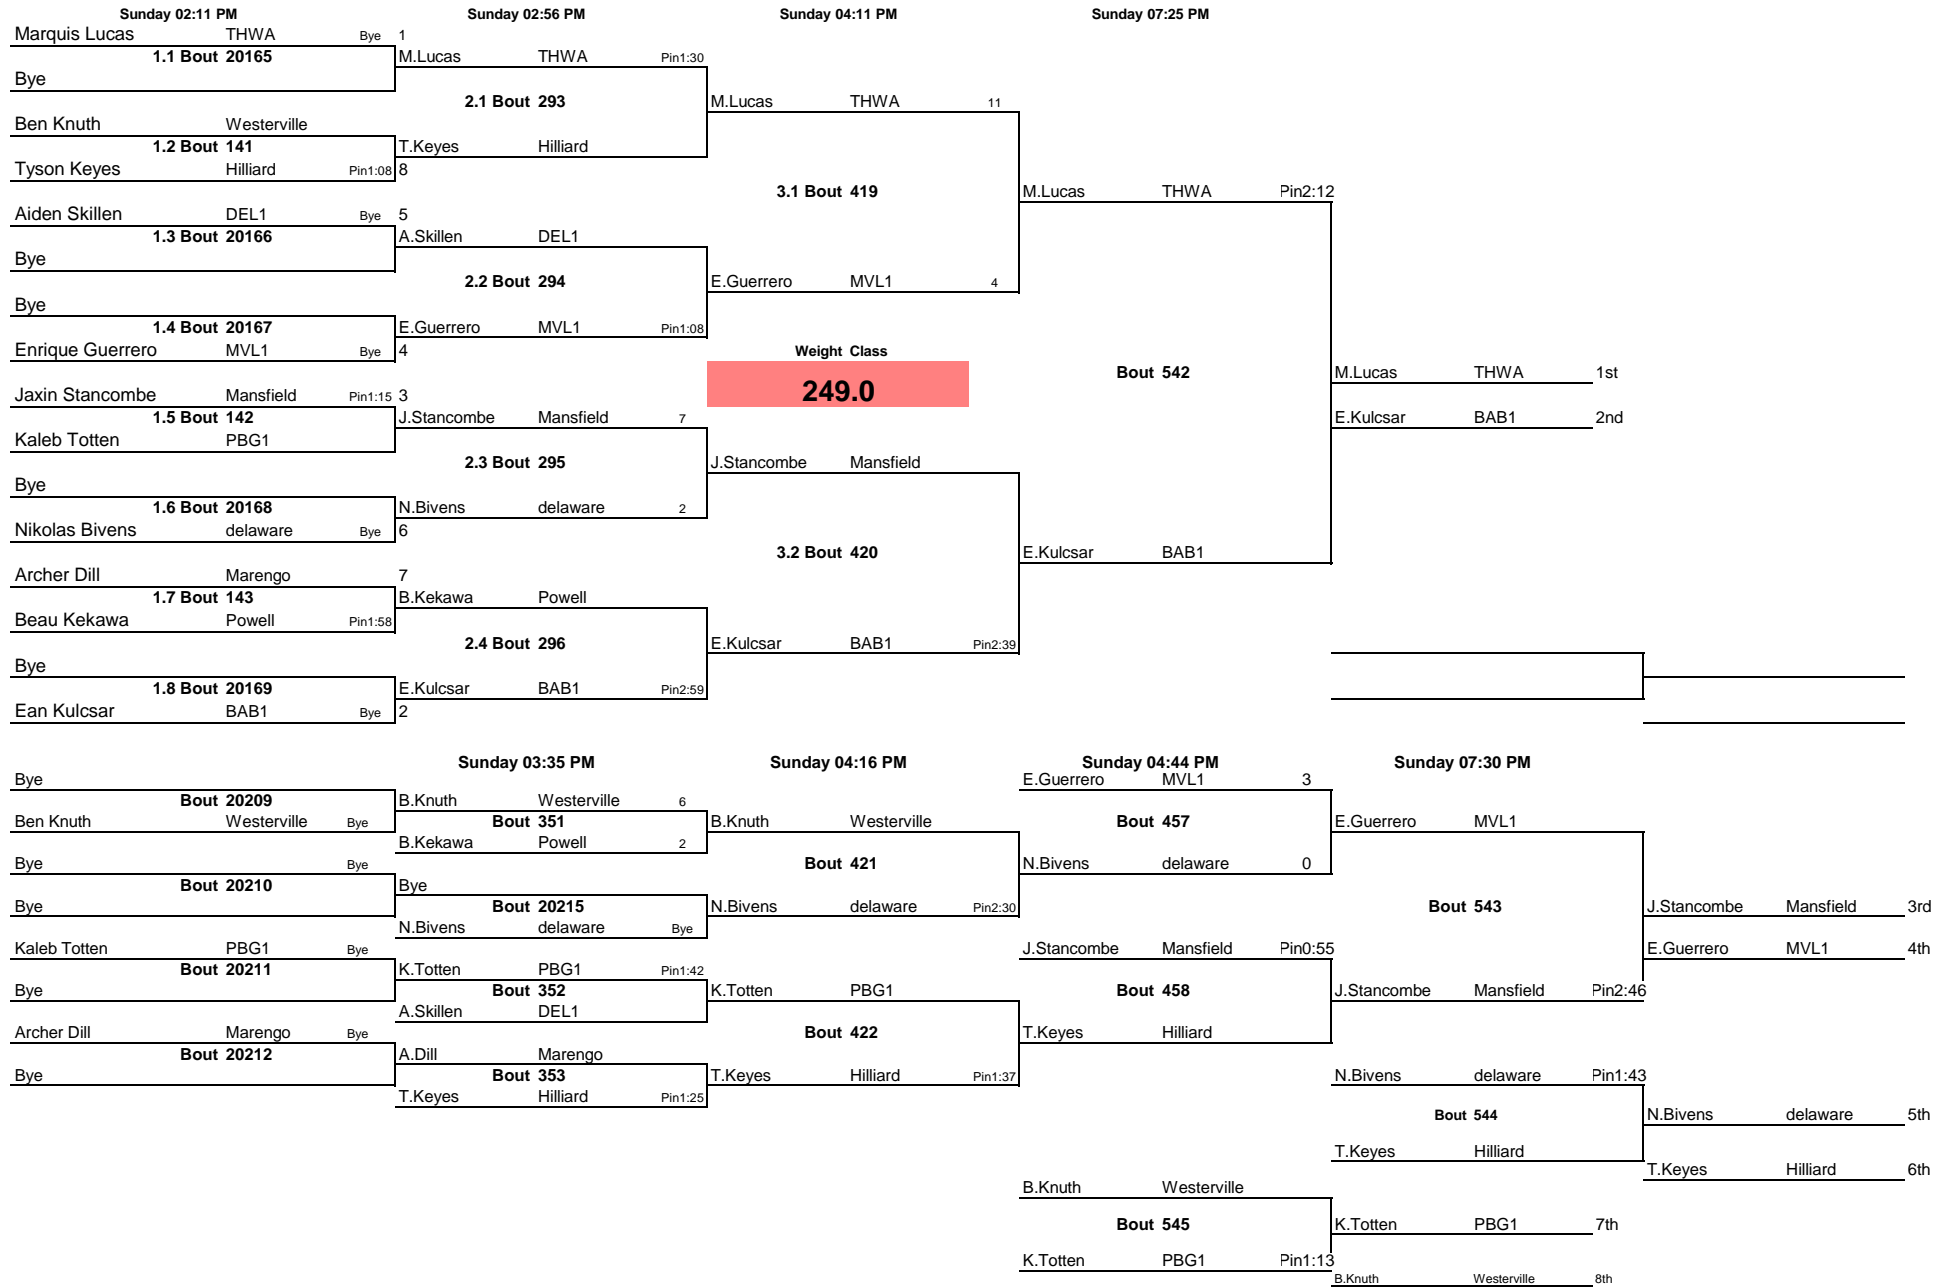 Sunday 02:11 PM Sunday 02:56 PM Sunday 04:11 PM Sunday 07:25 PM
Marquis Lucas THWA Bye 1
1.1 Bout 20165 M.Lucas THWA Pin1:30
Bye
2.1 Bout 293 M.Lucas THWA 11
Ben Knuth Westerville
1.2 Bout 141 T.Keyes Hilliard
Tyson Keyes Hilliard Pin1:08 8
3.1 Bout 419 M.Lucas THWA Pin2:12
Aiden Skillen DEL1 Bye 5
1.3 Bout 20166 A.Skillen DEL1
Bye
2.2 Bout 294 E.Guerrero MVL1 4
Bye
1.4 Bout 20167 E.Guerrero MVL1 Pin1:08
Enrique Guerrero MVL1 Bye 4 Weight Class
Bout 542 M.Lucas THWA 1st
Jaxin Stancombe Mansfield Pin1:15 3 249.0
1.5 Bout 142 J.Stancombe Mansfield 7 E.Kulcsar BAB1 2nd
Kaleb Totten PBG1
2.3 Bout 295 J.Stancombe Mansfield
Bye
1.6 Bout 20168 N.Bivens delaware 2
Nikolas Bivens delaware Bye 6
3.2 Bout 420 E.Kulcsar BAB1
Archer Dill Marengo 7
1.7 Bout 143 B.Kekawa Powell
Beau Kekawa Powell Pin1:58
2.4 Bout 296 E.Kulcsar BAB1 Pin2:39
Bye
1.8 Bout 20169 E.Kulcsar BAB1 Pin2:59
Ean Kulcsar BAB1 Bye 2
Sunday 03:35 PM Sunday 04:16 PM Sunday 04:44 PM Sunday 07:30 PM
Bye E.Guerrero MVL1 3
Bout 20209 B.Knuth Westerville 6
Ben Knuth Westerville Bye Bout 351 B.Knuth Westerville Bout 457 E.Guerrero MVL1
B.Kekawa Powell 2
Bye Bye Bout 421 N.Bivens delaware 0
Bout 20210 Bye
Bye Bout 20215 N.Bivens delaware Pin2:30 Bout 543 J.Stancombe Mansfield 3rd
N.Bivens delaware Bye
Kaleb Totten PBG1 Bye J.Stancombe Mansfield Pin0:55 E.Guerrero MVL1 4th
Bout 20211 K.Totten PBG1 Pin1:42
Bye Bout 352 K.Totten PBG1 Bout 458 J.Stancombe Mansfield Pin2:46
A.Skillen DEL1
Archer Dill Marengo Bye Bout 422 T.Keyes Hilliard
Bout 20212 A.Dill Marengo
Bye Bout 353 T.Keyes Hilliard Pin1:37 N.Bivens delaware Pin1:43
T.Keyes Hilliard Pin1:25
Bout 544 N.Bivens delaware 5th
T.Keyes Hilliard
T.Keyes Hilliard 6th
B.Knuth Westerville
Bout 545 K.Totten PBG1 7th
K.Totten PBG1 Pin1:13
B.Knuth Westerville 8th